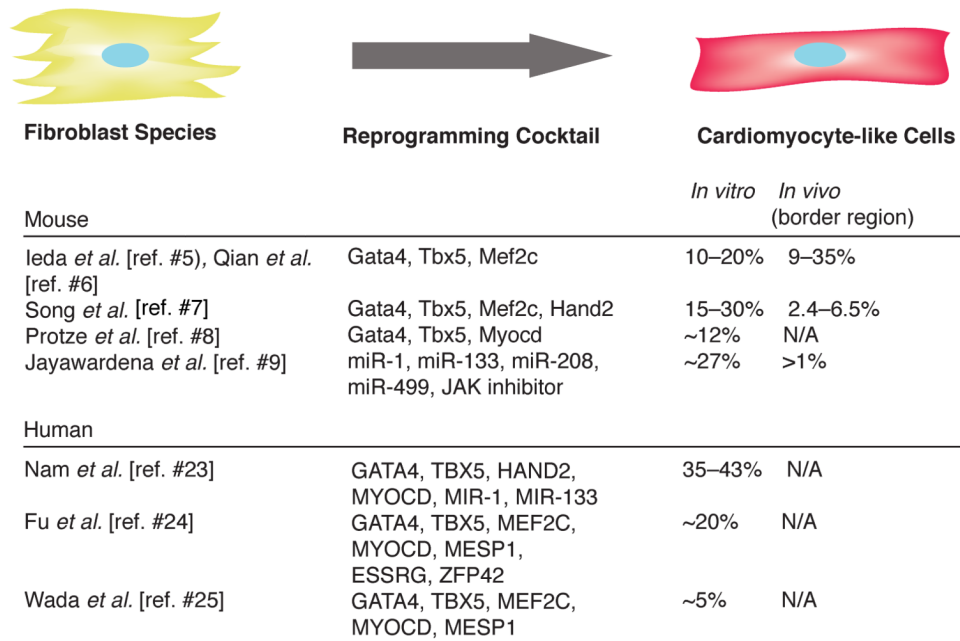 Fibroblast Species Reprogramming Cocktail Cardiomyocyte-like Cells
In vitro In vivo
(border region)
Mouse
Ieda et al. [ref. #5), Qian et al. Gata4, Tbx5, Mef2c 10–20% 9–35%
[ref. #6]
Song et al. [ref. #7] Gata4, Tbx5, Mef2c, Hand2 15–30% 2.4–6.5%
Protze et al. [ref. #8] Gata4, Tbx5, Myocd ~12% N/A
Jayawardena et al. [ref. #9] miR-1, miR-133, miR-208, ~27% >1%
miR-499, JAK inhibitor
Human
Nam et al. [ref. #23] GATA4, TBX5, HAND2, 35–43% N/A
MYOCD, MIR-1, MIR-133
Fu et al. [ref. #24] GATA4, TBX5, MEF2C, ~20% N/A
MYOCD, MESP1,
ESSRG, ZFP42
Wada et al. [ref. #25] GATA4, TBX5, MEF2C, ~5% N/A
MYOCD, MESP1